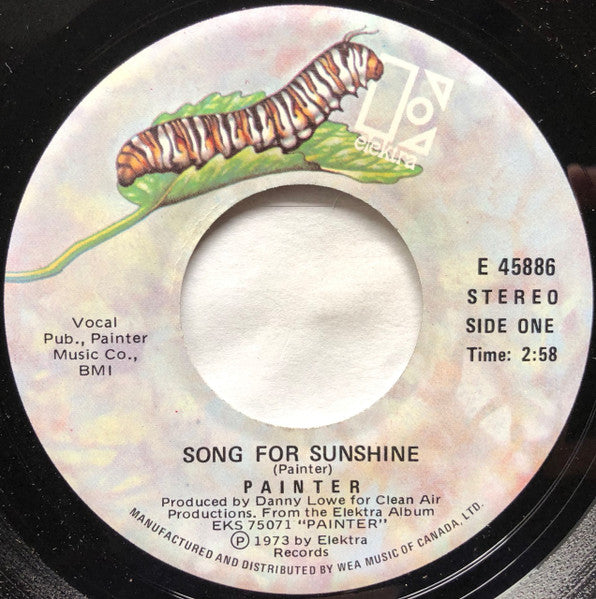 elektra
E 45886
STEREO
SIDE ONE
Time: 2:58
Vocal
Pub., Painter
Music Co.,
BMI
SONG FOR SUNSHINE
(Painter)
PAINTER
Produced by Danny Lowe for Clean Air
Productions. From the Elektra Album
EKS 75071 "PAINTER"
Ⓟ 1973 by Elektra
Records
MANUFACTURED AND DISTRIBUTED BY WEA MUSIC OF CANADA, LTD.